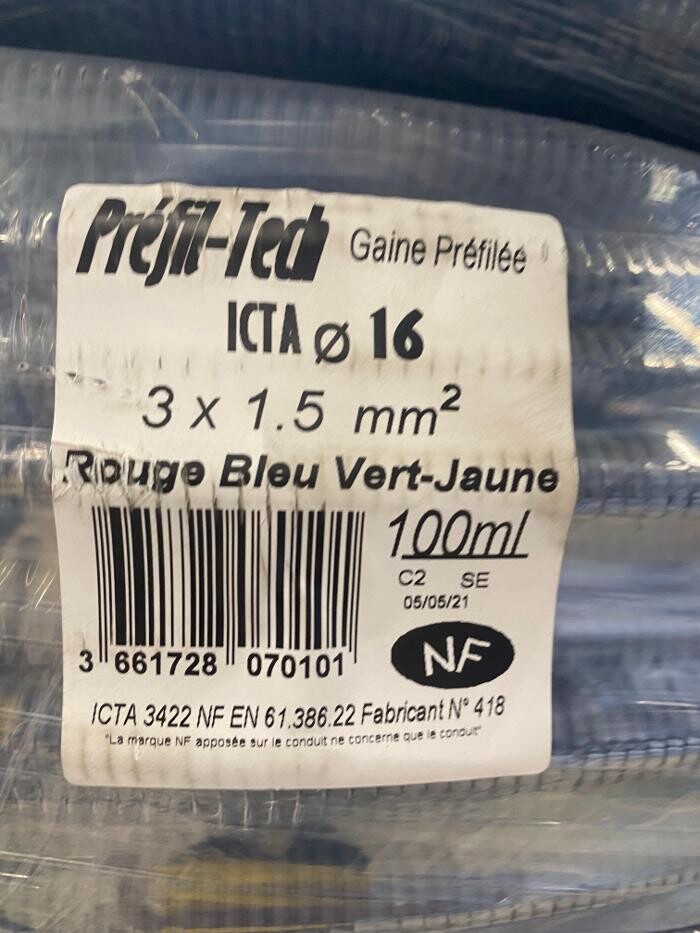 Préfil-Tech Gaine Préfilée
ICTA ø 16
3 x 1.5 mm²
Rouge Bleu Vert-Jaune
100ml
C2 SE
05/05/21
3 661728 070101
NF
ICTA 3422 NF EN 61.386.22 Fabricant N° 418
"La marque NF apposée sur le conduit ne concerne que le conduit"